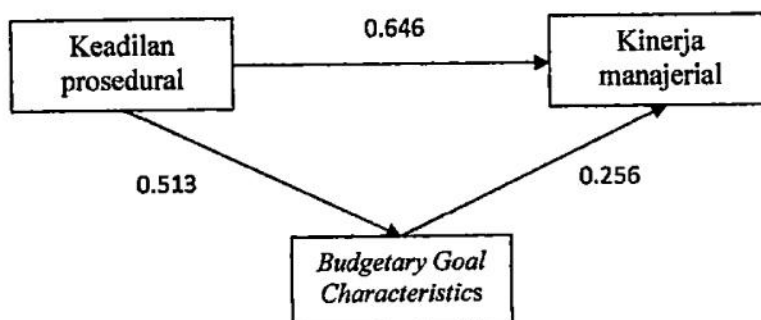 0.646
Keadilan
prosedural
Kinerja
manajerial
0.513
0.256
Budgetary Goal
Characteristics